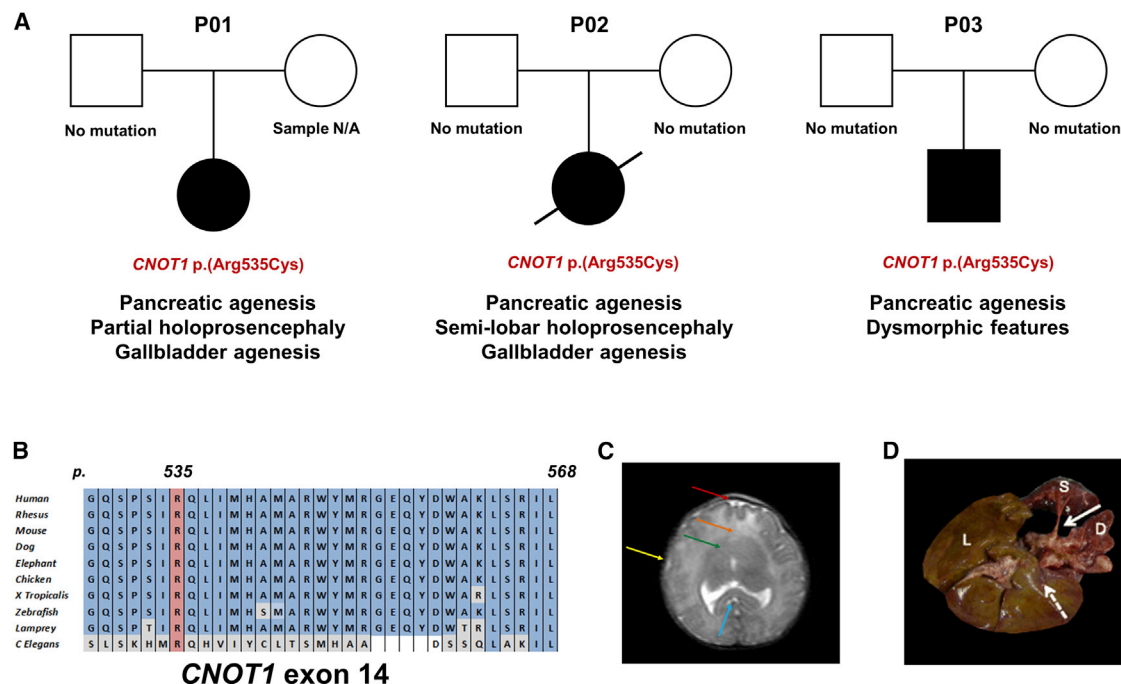 A
P01
P02
P03
No mutation
Sample N/A
No mutation
No mutation
No mutation
No mutation
CNOT1 p.(Arg535Cys)
CNOT1 p.(Arg535Cys)
CNOT1 p.(Arg535Cys)
Pancreatic agenesis
Partial holoprosencephaly
Gallbladder agenesis
Pancreatic agenesis
Semi-lobar holoprosencephaly
Gallbladder agenesis
Pancreatic agenesis
Dysmorphic features
B
p. 535 568
Human G Q S P S I R Q L I M H A M A R W Y M R G E Q Y D W A K L S R I L
Rhesus G Q S P S I R Q L I M H A M A R W Y M R G E Q Y D W A K L S R I L
Mouse G Q S P S I R Q L I M H A M A R W Y M R G E Q Y D W A K L S R I L
Dog G Q S P S I R Q L I M H A M A R W Y M R G E Q Y D W A K L S R I L
Elephant G Q S P S I R Q L I M H A M A R W Y M R G E Q Y D W A K L S R I L
Chicken G Q S P S I R Q L I M H A M A R W Y M R G E Q Y D W A K L S R I L
X Tropicalis G Q S P S I R Q L I M H A M A R W Y M R G E Q Y D W A R L S R I L
Zebrafish G Q S P S I R Q L I M H S M A R W Y M R G E Q Y D W A K L S R I L
Lamprey G Q S P T I R Q L I M H A M A R W Y M R G E Q Y D W T R L S R I L
C Elegans S L S K H M R Q H V I Y C L T S M H A A D S S Q L A K I L
CNOT1 exon 14
C
D
S
D
L